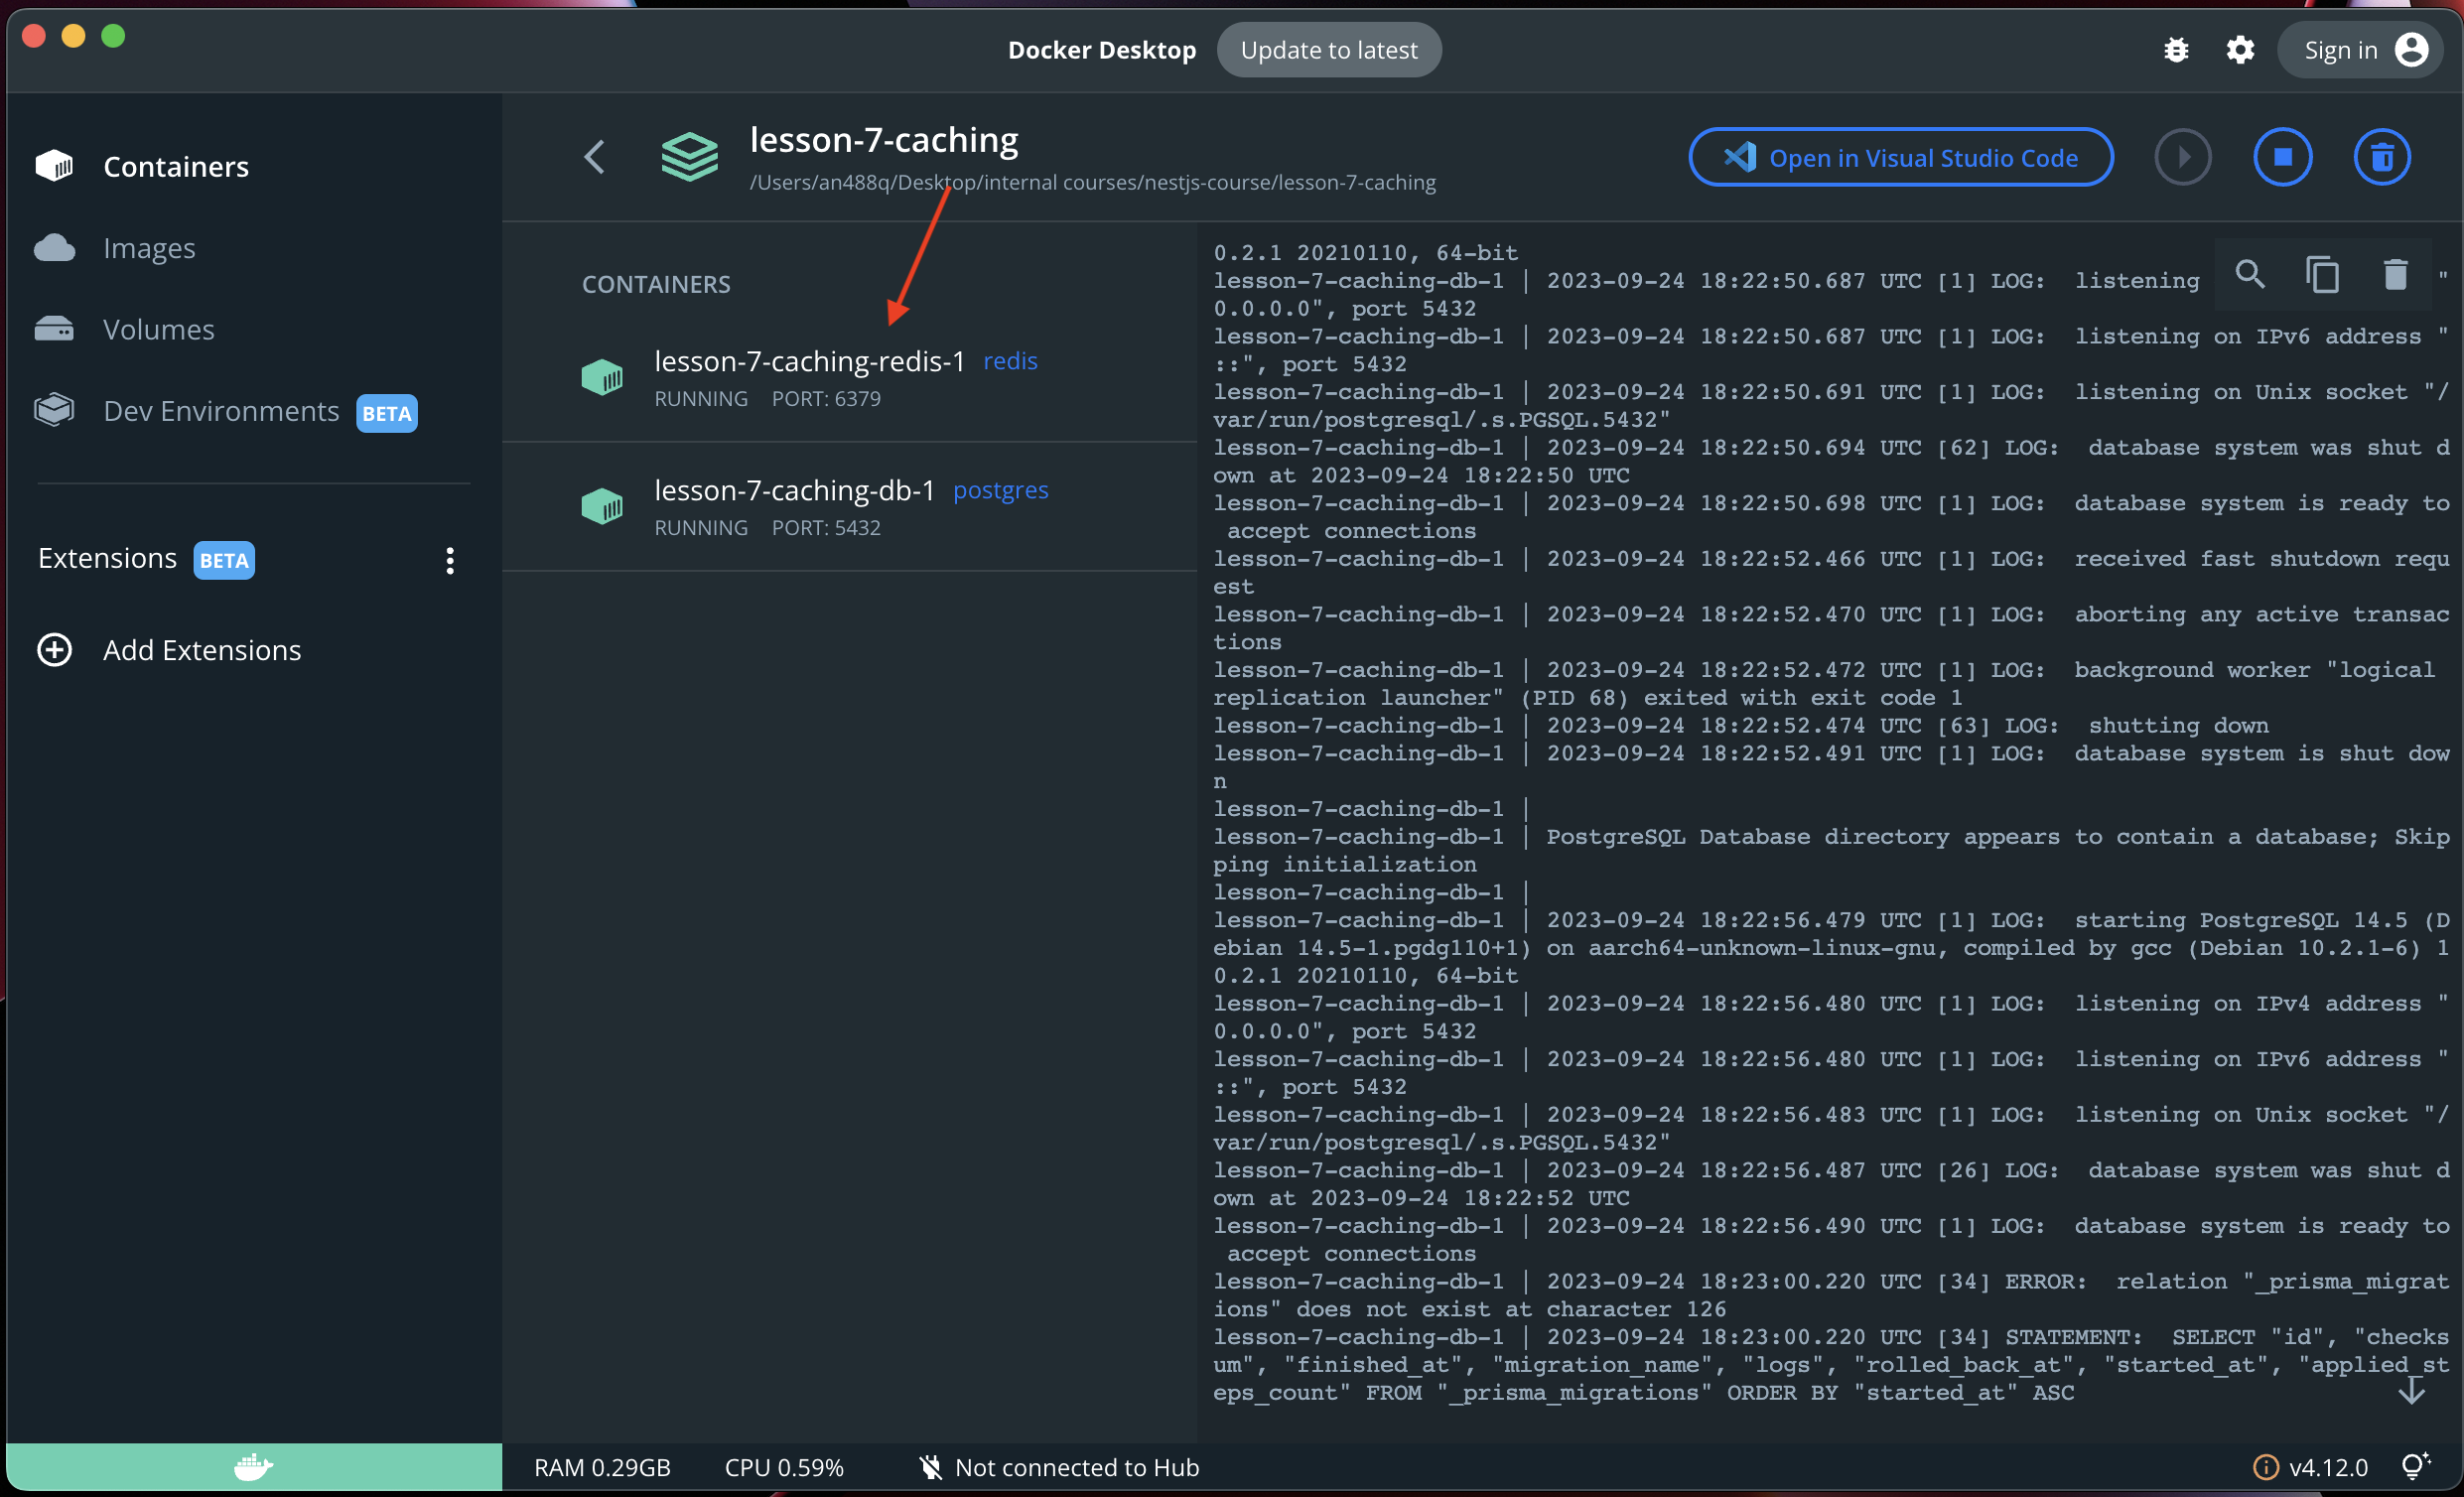 Docker Desktop Update to latest Sign in
Containers
Images
Volumes
Dev Environments BETA
Extensions BETA
Add Extensions
lesson-7-caching
/Users/an488q/Desktop/internal courses/nestjs-course/lesson-7-caching
Open in Visual Studio Code
CONTAINERS
lesson-7-caching-redis-1 redis
RUNNING PORT: 6379
lesson-7-caching-db-1 postgres
RUNNING PORT: 5432
0.2.1 20210110, 64-bit
lesson-7-caching-db-1 | 2023-09-24 18:22:50.687 UTC [1] LOG:  listening "
0.0.0.0", port 5432
lesson-7-caching-db-1 | 2023-09-24 18:22:50.687 UTC [1] LOG:  listening on IPv6 address "
::", port 5432
lesson-7-caching-db-1 | 2023-09-24 18:22:50.691 UTC [1] LOG:  listening on Unix socket "/
var/run/postgresql/.s.PGSQL.5432"
lesson-7-caching-db-1 | 2023-09-24 18:22:50.694 UTC [62] LOG:  database system was shut d
own at 2023-09-24 18:22:50 UTC
lesson-7-caching-db-1 | 2023-09-24 18:22:50.698 UTC [1] LOG:  database system is ready to
accept connections
lesson-7-caching-db-1 | 2023-09-24 18:22:52.466 UTC [1] LOG:  received fast shutdown requ
est
lesson-7-caching-db-1 | 2023-09-24 18:22:52.470 UTC [1] LOG:  aborting any active transac
tions
lesson-7-caching-db-1 | 2023-09-24 18:22:52.472 UTC [1] LOG:  background worker "logical
replication launcher" (PID 68) exited with exit code 1
lesson-7-caching-db-1 | 2023-09-24 18:22:52.474 UTC [63] LOG:  shutting down
lesson-7-caching-db-1 | 2023-09-24 18:22:52.491 UTC [1] LOG:  database system is shut dow
n
lesson-7-caching-db-1 |
lesson-7-caching-db-1 | PostgreSQL Database directory appears to contain a database; Skip
ping initialization
lesson-7-caching-db-1 |
lesson-7-caching-db-1 | 2023-09-24 18:22:56.479 UTC [1] LOG:  starting PostgreSQL 14.5 (D
ebian 14.5-1.pgdg110+1) on aarch64-unknown-linux-gnu, compiled by gcc (Debian 10.2.1-6) 1
0.2.1 20210110, 64-bit
lesson-7-caching-db-1 | 2023-09-24 18:22:56.480 UTC [1] LOG:  listening on IPv4 address "
0.0.0.0", port 5432
lesson-7-caching-db-1 | 2023-09-24 18:22:56.480 UTC [1] LOG:  listening on IPv6 address "
::", port 5432
lesson-7-caching-db-1 | 2023-09-24 18:22:56.483 UTC [1] LOG:  listening on Unix socket "/
var/run/postgresql/.s.PGSQL.5432"
lesson-7-caching-db-1 | 2023-09-24 18:22:56.487 UTC [26] LOG:  database system was shut d
own at 2023-09-24 18:22:52 UTC
lesson-7-caching-db-1 | 2023-09-24 18:22:56.490 UTC [1] LOG:  database system is ready to
accept connections
lesson-7-caching-db-1 | 2023-09-24 18:23:00.220 UTC [34] ERROR:  relation "_prisma_migrat
ions" does not exist at character 126
lesson-7-caching-db-1 | 2023-09-24 18:23:00.220 UTC [34] STATEMENT:  SELECT "id", "checks
um", "finished_at", "migration_name", "logs", "rolled_back_at", "started_at", "applied_st
eps_count" FROM "_prisma_migrations" ORDER BY "started_at" ASC
RAM 0.29GB CPU 0.59% Not connected to Hub v4.12.0